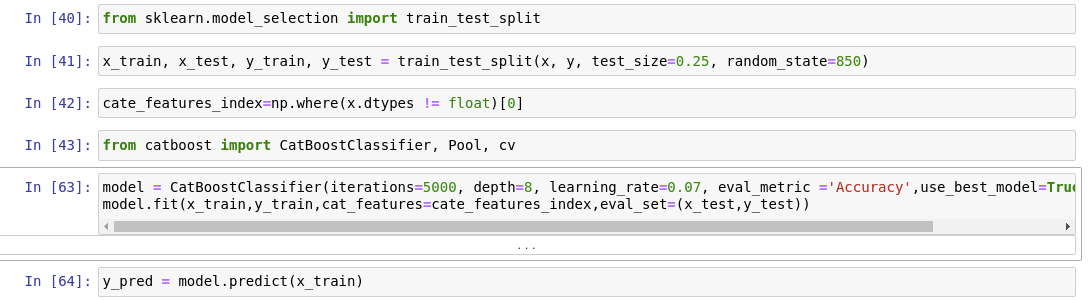 In [40]: from sklearn.model_selection import train_test_split
In [41]: x_train, x_test, y_train, y_test = train_test_split(x, y, test_size=0.25, random_state=850)
In [42]: cate_features_index=np.where(x.dtypes != float)[0]
In [43]: from catboost import CatBoostClassifier, Pool, cv
In [63]: model = CatBoostClassifier(iterations=5000, depth=8, learning_rate=0.07, eval_metric ='Accuracy',use_best_model=True
model.fit(x_train,y_train,cat_features=cate_features_index,eval_set=(x_test,y_test))
...
In [64]: y_pred = model.predict(x_train)